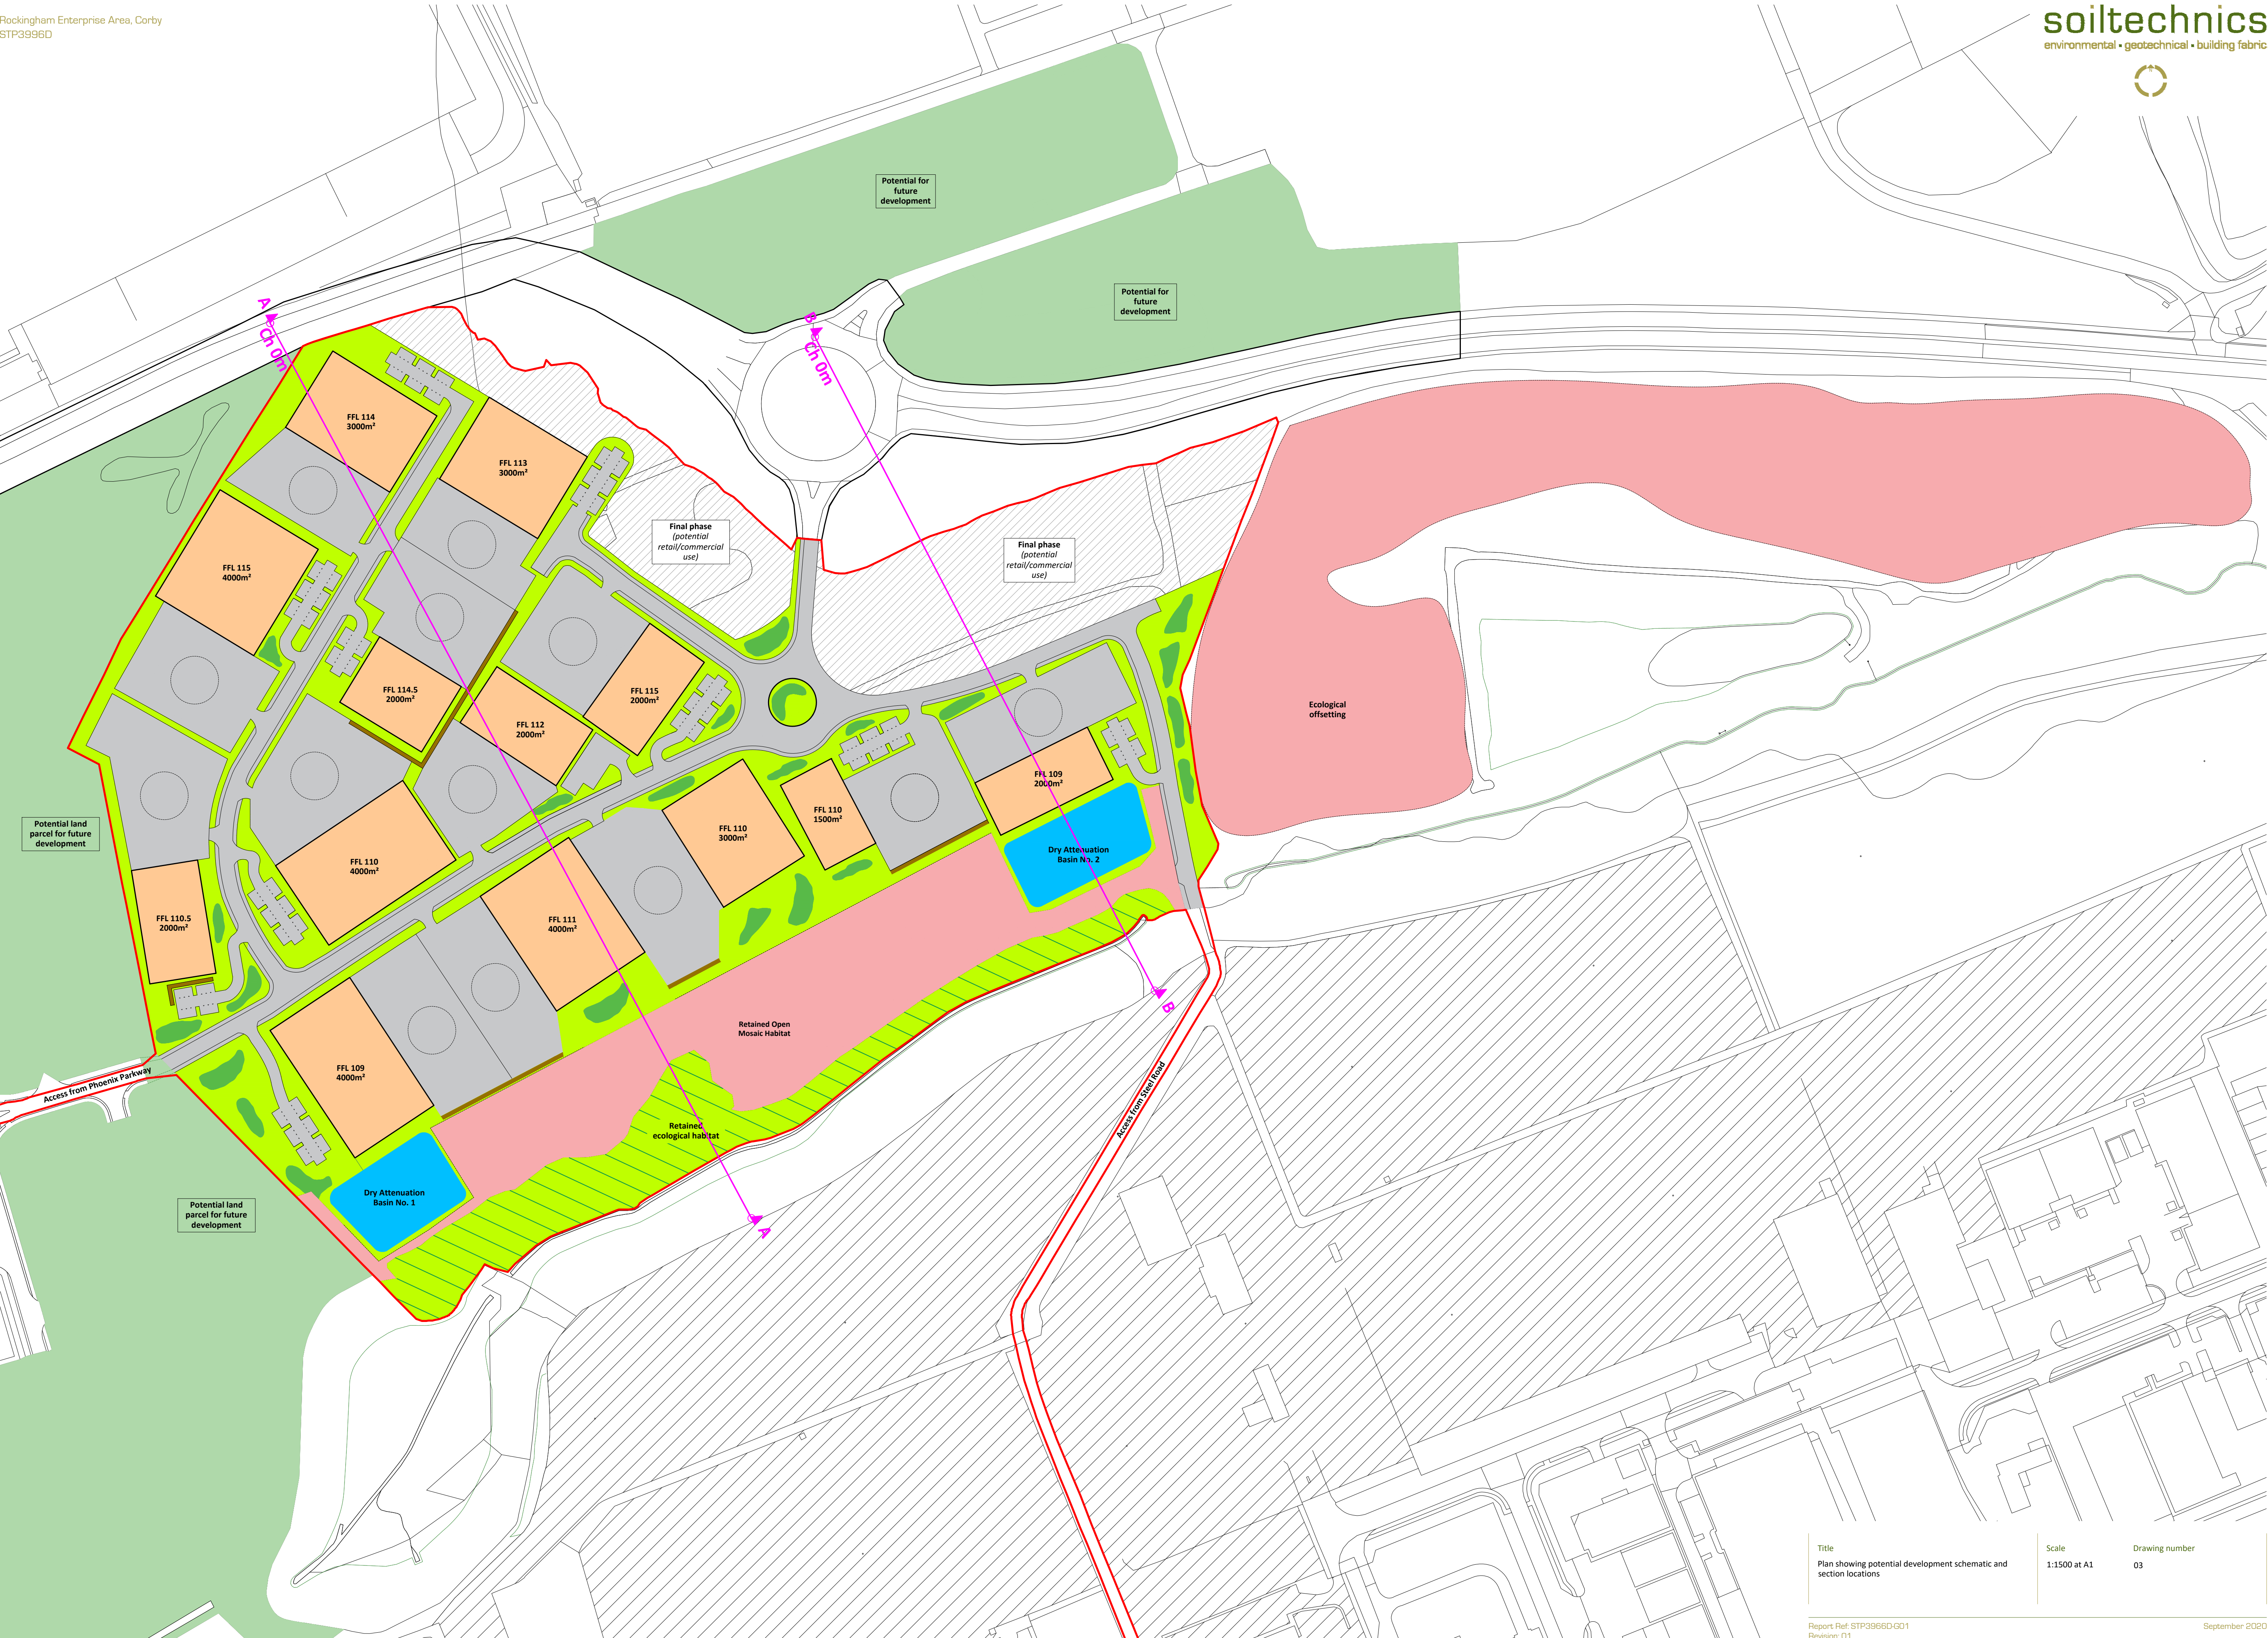 Rockingham Enterprise Area, Corby
STP3996D
soiltechnics
environmental • geotechnical • building fabric
Potential for
future
development
Potential for
future
development
A
Ch 0m
B
Ch 0m
FFL 114
3000m²
FFL 113
3000m²
Final phase
(potential
retail/commercial
use)
Final phase
(potential
retail/commercial
use)
FFL 115
4000m²
FFL 114.5
2000m²
FFL 115
2000m²
FFL 112
2000m²
Ecological
offsetting
FFL 109
2000m²
FFL 110
1500m²
FFL 110
3000m²
Potential land
parcel for future
development
Dry Attenuation
Basin No. 2
FFL 110
4000m²
FFL 110.5
2000m²
FFL 111
4000m²
B
Retained Open
Mosaic Habitat
FFL 109
4000m²
Access from Phoenix Parkway
Access from Steel Road
Retained
ecological habitat
Dry Attenuation
Basin No. 1
Potential land
parcel for future
development
A
Title
Plan showing potential development schematic and
section locations
Scale
1:1500 at A1
Drawing number
03
Report Ref: STP3966D-G01
September 2020
Revision: 01